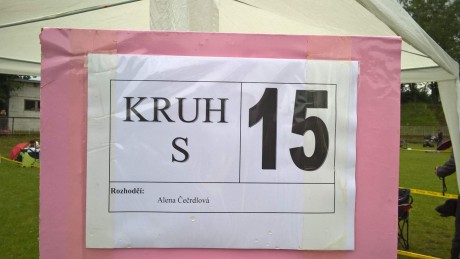 KRUH
S
15
Rozhodčí:
Alena Čečrdlová